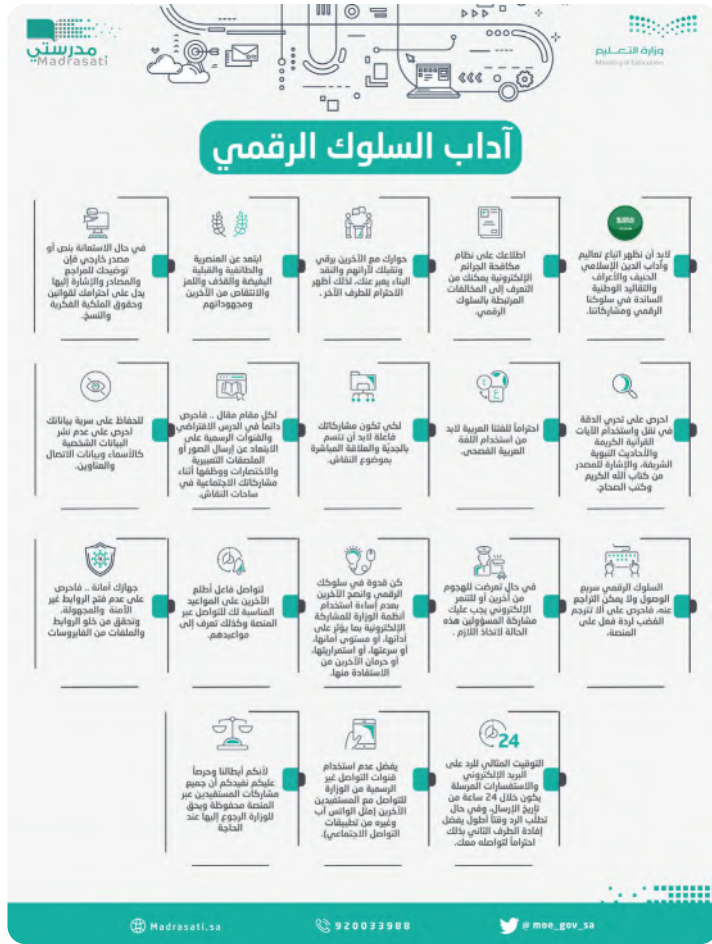 مدرستي
Madrasati
وزارة التعـليم
Ministry of Education
آداب السلوك الرقمي
لابد أن نظهر اتباع تعاليم
وآداب الدين الإسلامي
الحنيف والأعراف
والتقاليد الوطنية
السائدة في سلوكنا
الرقمي ومشاركاتنا.
اطلاعك على نظام
مكافحة الجرائم
الإلكترونية يمكنك من
التعرف إلى المخالفات
المرتبطة بالسلوك
الرقمي.
حوارك مع الآخرين برقي
وتقبلك لآرائهم والنقد
البناء يعبر عنك، لذلك أظهر
الاحترام للطرف الآخر .
ابتعد عن العنصرية
والطائفية والقبلية
البغيضة والقذف واللمز
والانتقاص من الآخرين
ومجهوداتهم
في حال الاستعانة بنص أو
مصدر خارجي فإن
توضيحك للمراجع
والمصادر والإشارة إليها
يدل على احترامك لقوانين
وحقوق الملكية الفكرية
والنسخ.
احرص على تحري الدقة
في نقل واستخدام الآيات
القرآنية الكريمة
والأحاديث النبوية
الشريفة، والإشارة للمصدر
من كتاب الله الكريم
وكتب الصحاح.
احتراماً للغتنا العربية لابد
من استخدام اللغة
العربية الفصحى.
لكي تكون مشاركاتك
فاعلة لابد أن تتسم
بالجديّة والعلاقة المباشرة
بموضوع النقاش.
لكل مقام مقال .. فاحرص
دائماً في الدرس الافتراضي
والقنوات الرسمية على
الابتعاد عن إرسال الصور أو
الملصقات التعبيرية
والاختصارات ووظفها أثناء
مشاركاتك الاجتماعية في
ساحات النقاش.
للحفاظ على سرية بياناتك
احرص على عدم نشر
البيانات الشخصية
كالأسماء وبيانات الاتصال
والعناوين.
السلوك الرقمي سريع
الوصول ولا يمكن التراجع
عنه، فاحرص على ألا تترجم
الغضب لردة فعل على
المنصة.
في حال تعرضت للهجوم
من آخرين أو للتنمر
الإلكتروني يجب عليك
مشاركة المسؤولين هذه
الحالة لاتخاذ اللازم .
كن قدوة في سلوكك
الرقمي وانصح الآخرين
بعدم إساءة استخدام
أنظمة الوزارة للمشاركة
الإلكترونية بما يؤثر على
أدائها، أو مستوى أمانها،
أو سرعتها، أو استمراريتها،
أو حرمان الآخرين من
الاستفادة منها.
لتواصل فاعل أطلع
الآخرين على المواعيد
المناسبة لك للتواصل عبر
المنصة وكذلك تعرف إلى
مواعيدهم.
جهازك أمانة .. فاحرص
على عدم فتح الروابط غير
الآمنة والمجهولة،
وتحقق من خلو الروابط
والملفات من الفايروسات
24
التوقيت المثالي للرد على
البريد الإلكتروني
والاستفسارات المرسلة
يكون خلال 24 ساعة من
تاريخ الإرسال، وفي حال
تطلب الرد وقتاً أطول يفضل
إفادة الطرف الثاني بذلك
احتراماً لتواصله معك.
يفضل عدم استخدام
قنوات التواصل غير
الرسمية من الوزارة
للتواصل مع المستفيدين
الآخرين (مثل الواتس آب
وغيره من تطبيقات
التواصل الاجتماعي).
لأنكم أبطالنا وحرصاً
عليكم نفيدكم أن جميع
مشاركات المستفيدين عبر
المنصة محفوظة ويحق
للوزارة الرجوع إليها عند
الحاجة
Madrasati.sa
920033988
@moe_gov_sa